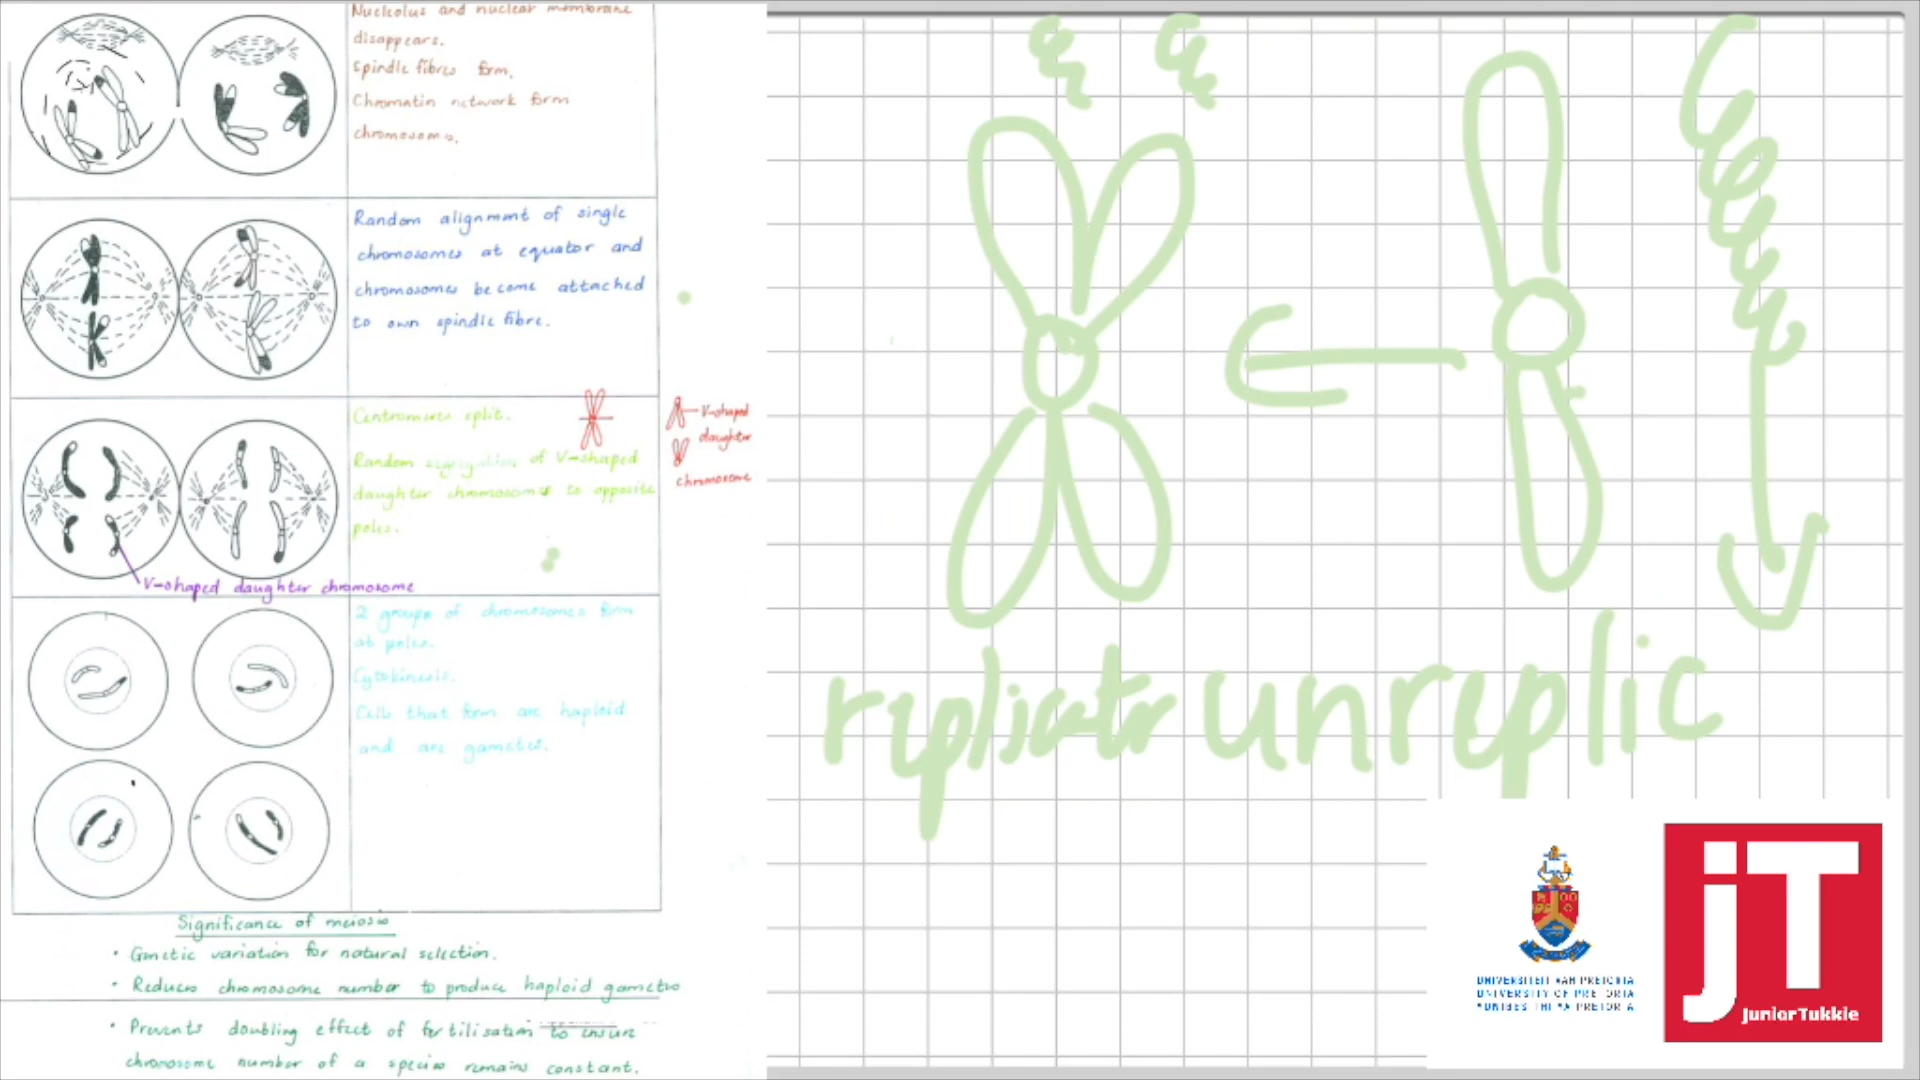 Nucleolus and nuclear membrane
disappears.
Spindle fibres form.
Chromatin network form
chromosoms.
Random alignment of single
chromosomes at equator and
chromosomes become attached
to own spindle fibre.
Centromeres split.
Random segregation of V-shaped
daughter chromosomes to opposite
poles.
V-shaped
daughter
chromosome
V-shaped daughter chromosome
2 groups of chromosomes form
at poles.
Cytokinesis.
Cells that form are haploid
and are gametes.
Significance of meiosis
• Genetic variation for natural selection.
• Reduces chromosome number to produce haploid gametes
• Prevents doubling effect of fertilisation to ensure
chromosome number of a species remains constant.
unreplic
UNIVERSITEIT VAN PRETORIA
UNIVERSITY OF PRETORIA
YUNIBESITHI YA PRETORIA
jT
JuniorTukkie